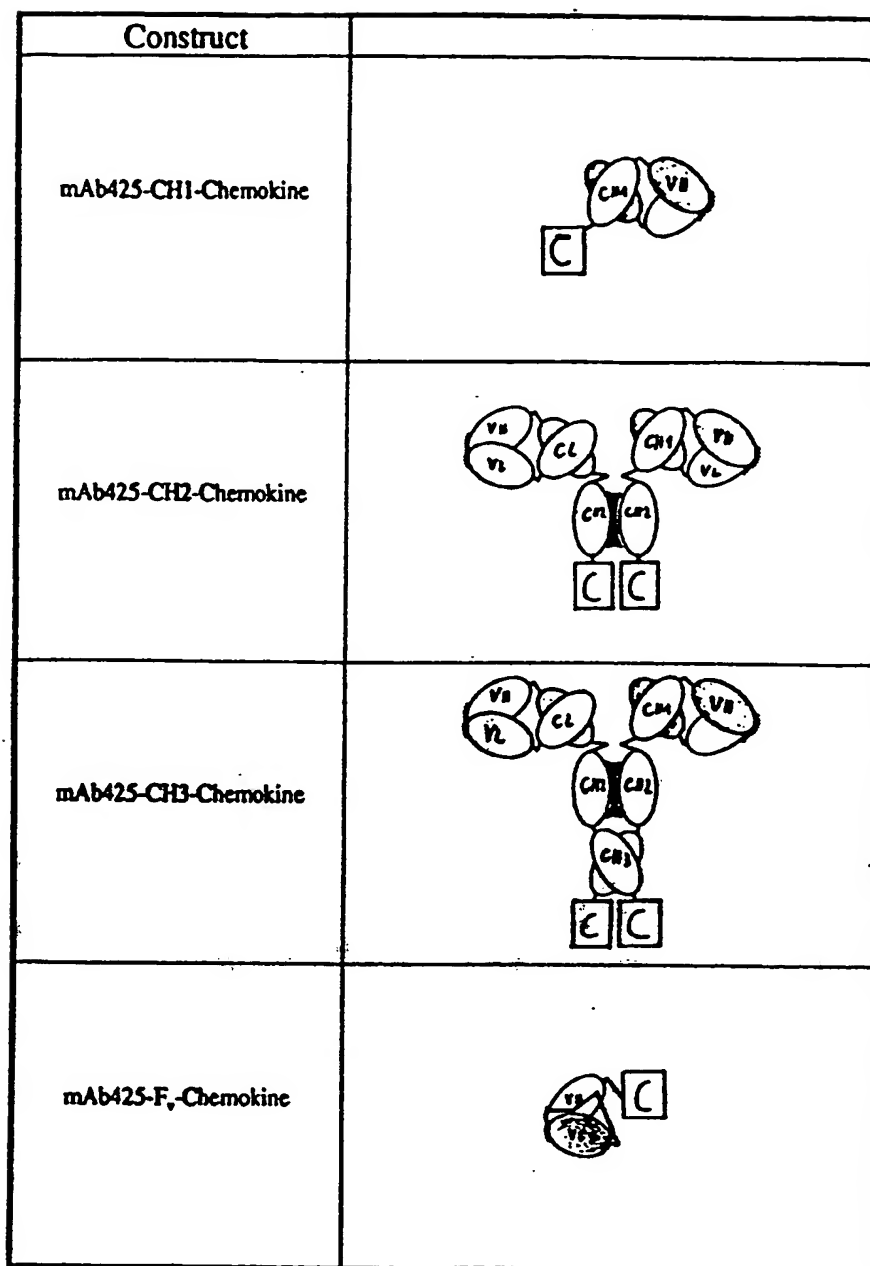 Construct
mAb425-CH1-Chemokine
CH1
VH
C
mAb425-CH2-Chemokine
VH
VL
CL
CH1
VH
VL
CH2
CH2
C
C
mAb425-CH3-Chemokine
VH
VL
CL
CH1
VH
CH2
CH2
CH3
C
C
mAb425-Fv-Chemokine
VH
C